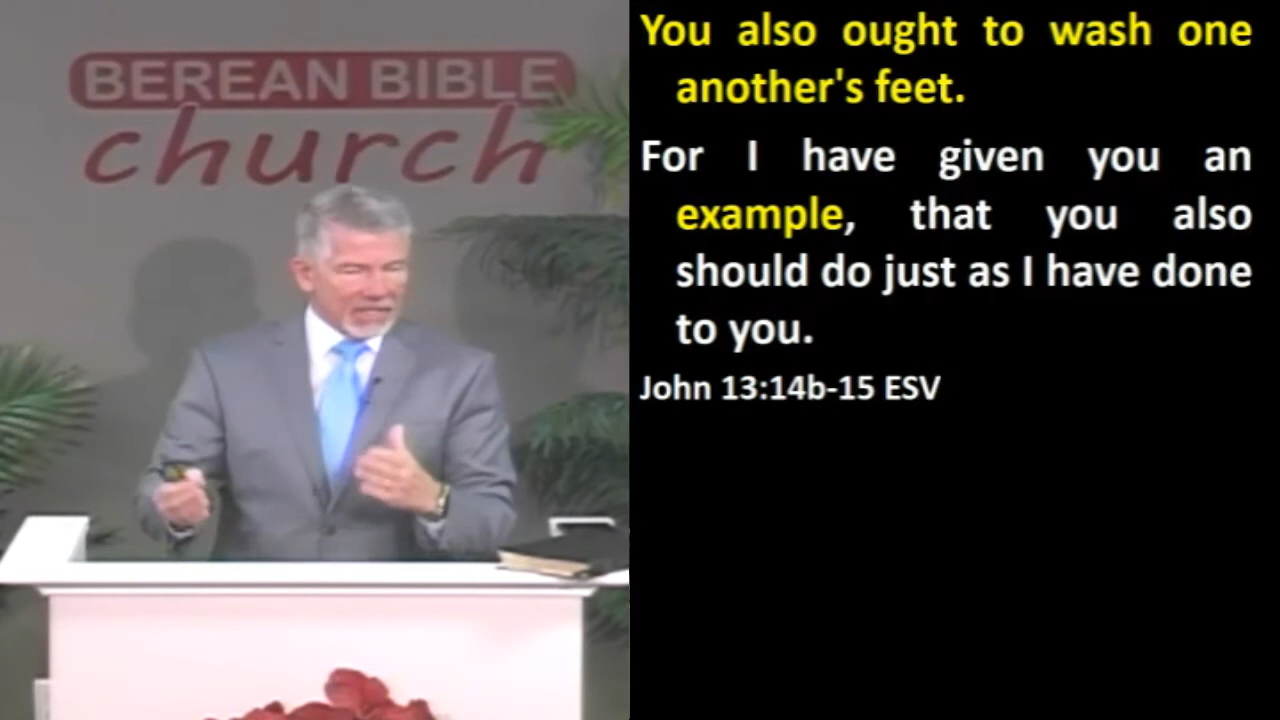 BEREAN BIBLE
church
You also ought to wash one
another's feet.
For I have given you an
example, that you also
should do just as I have done
to you.
John 13:14b-15 ESV